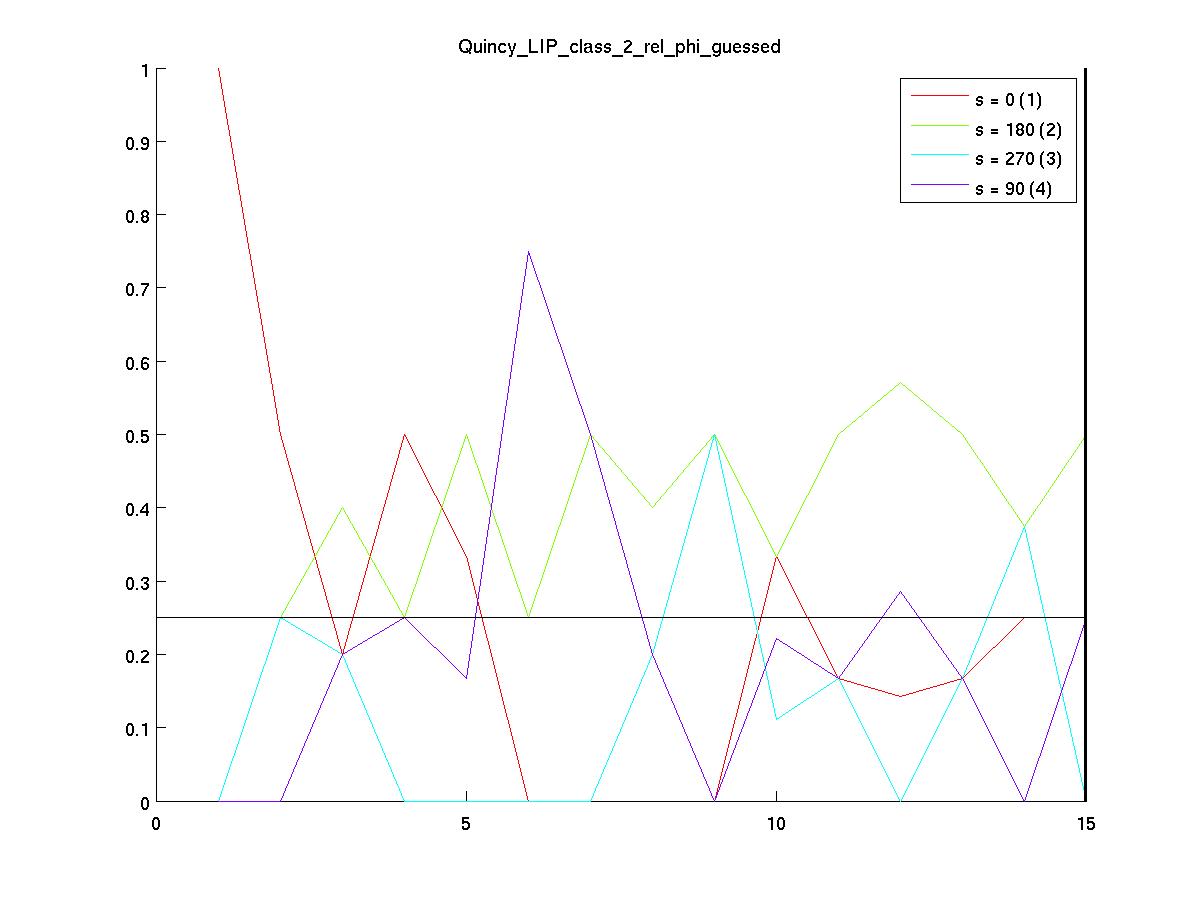 Quincy_LIP_class_2_rel_phi_guessed
s = 0 (1)
s = 180 (2)
s = 270 (3)
s = 90 (4)
1
0.9
0.8
0.7
0.6
0.5
0.4
0.3
0.2
0.1
0
0 5 10 15